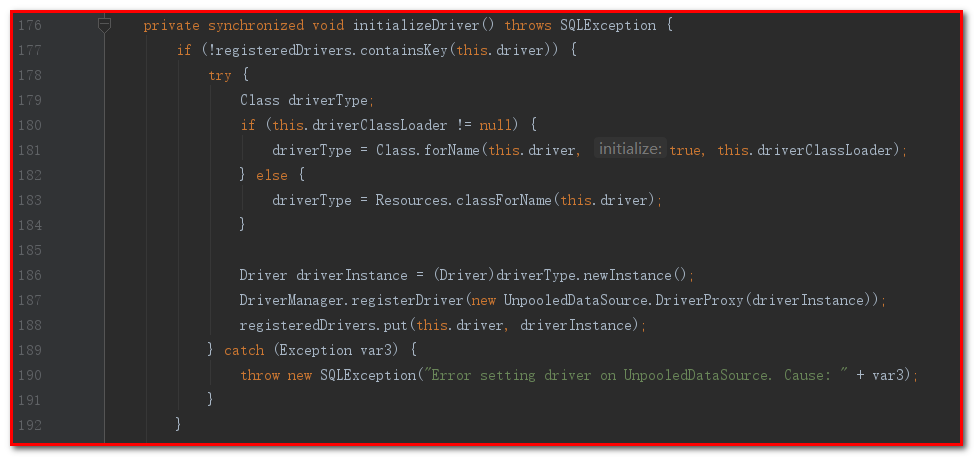 176 private synchronized void initializeDriver() throws SQLException {
177 if (!registeredDrivers.containsKey(this.driver)) {
178 try {
179 Class driverType;
180 if (this.driverClassLoader != null) {
181 driverType = Class.forName(this.driver, initialize: true, this.driverClassLoader);
182 } else {
183 driverType = Resources.classForName(this.driver);
184 }
185
186 Driver driverInstance = (Driver)driverType.newInstance();
187 DriverManager.registerDriver(new UnpooledDataSource.DriverProxy(driverInstance));
188 registeredDrivers.put(this.driver, driverInstance);
189 } catch (Exception var3) {
190 throw new SQLException("Error setting driver on UnpooledDataSource. Cause: " + var3);
191 }
192 }